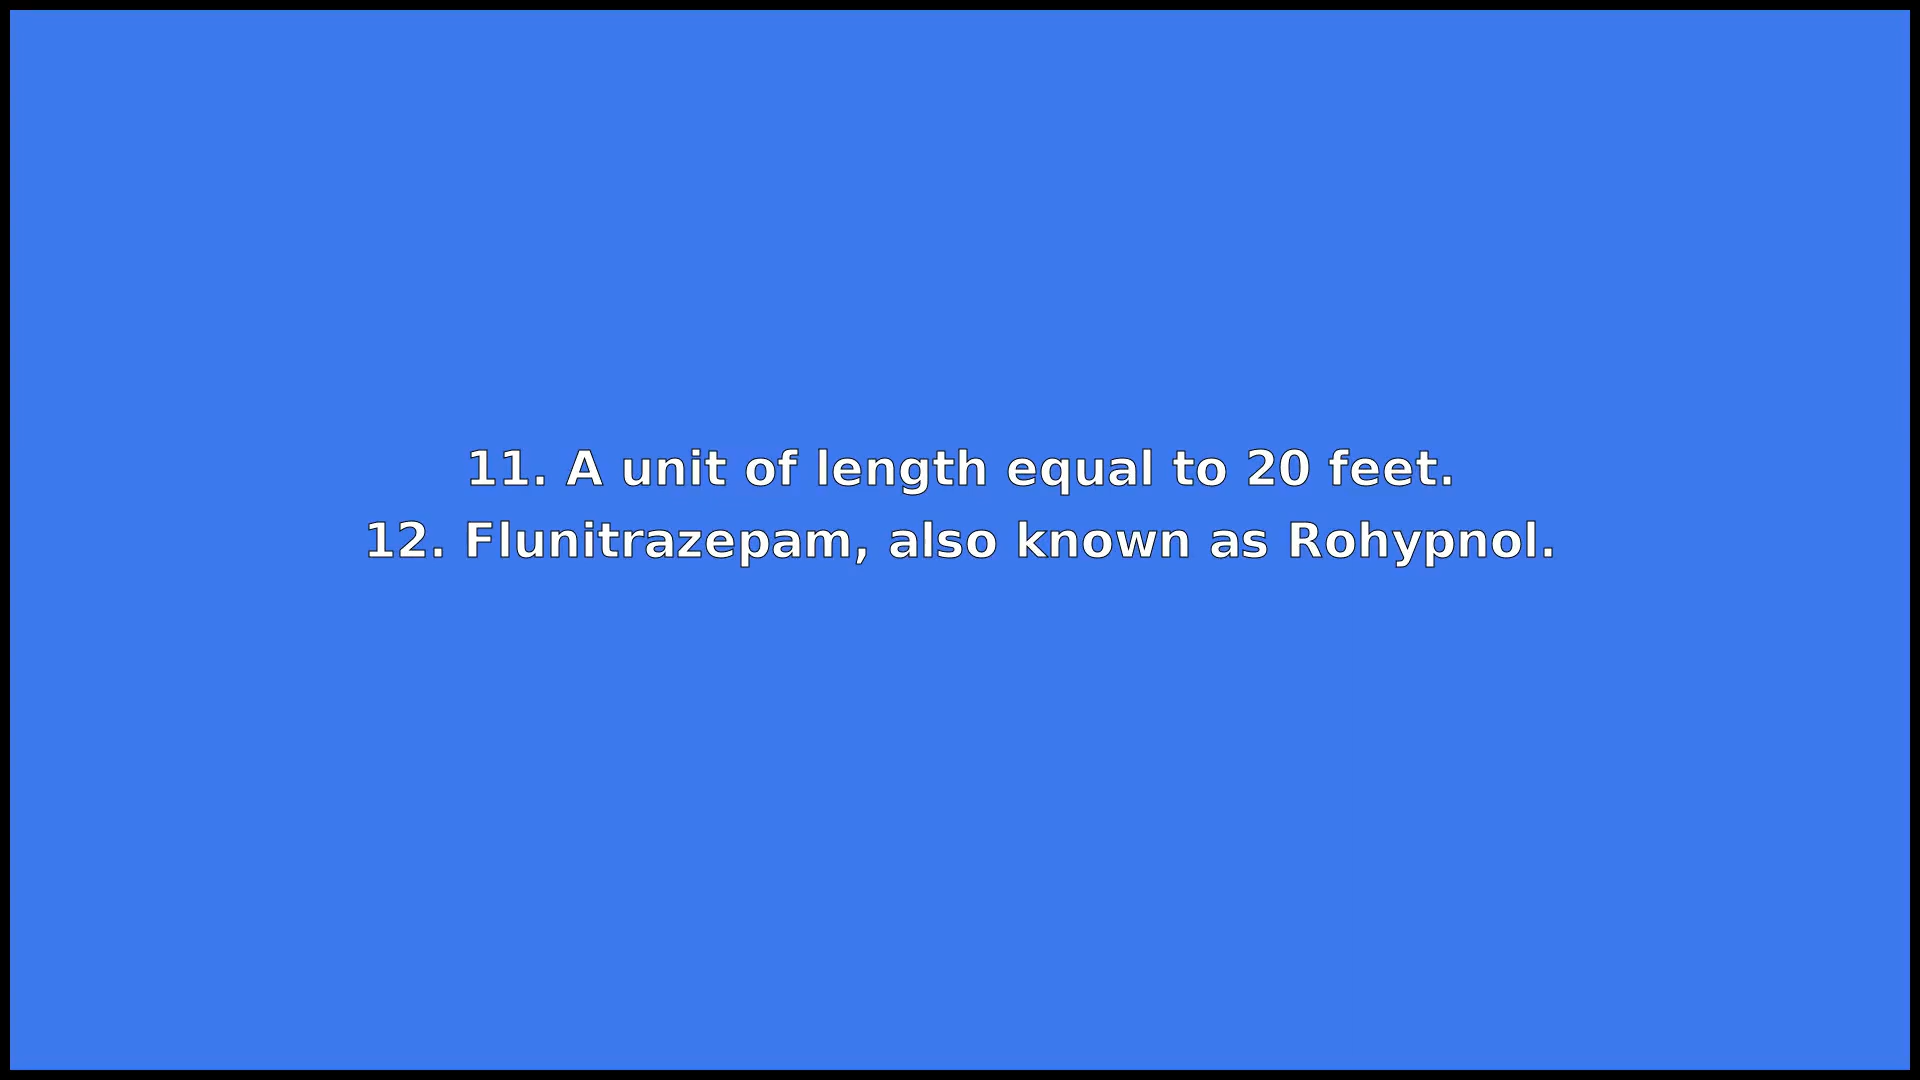 11. A unit of length equal to 20 feet.
12. Flunitrazepam, also known as Rohypnol.